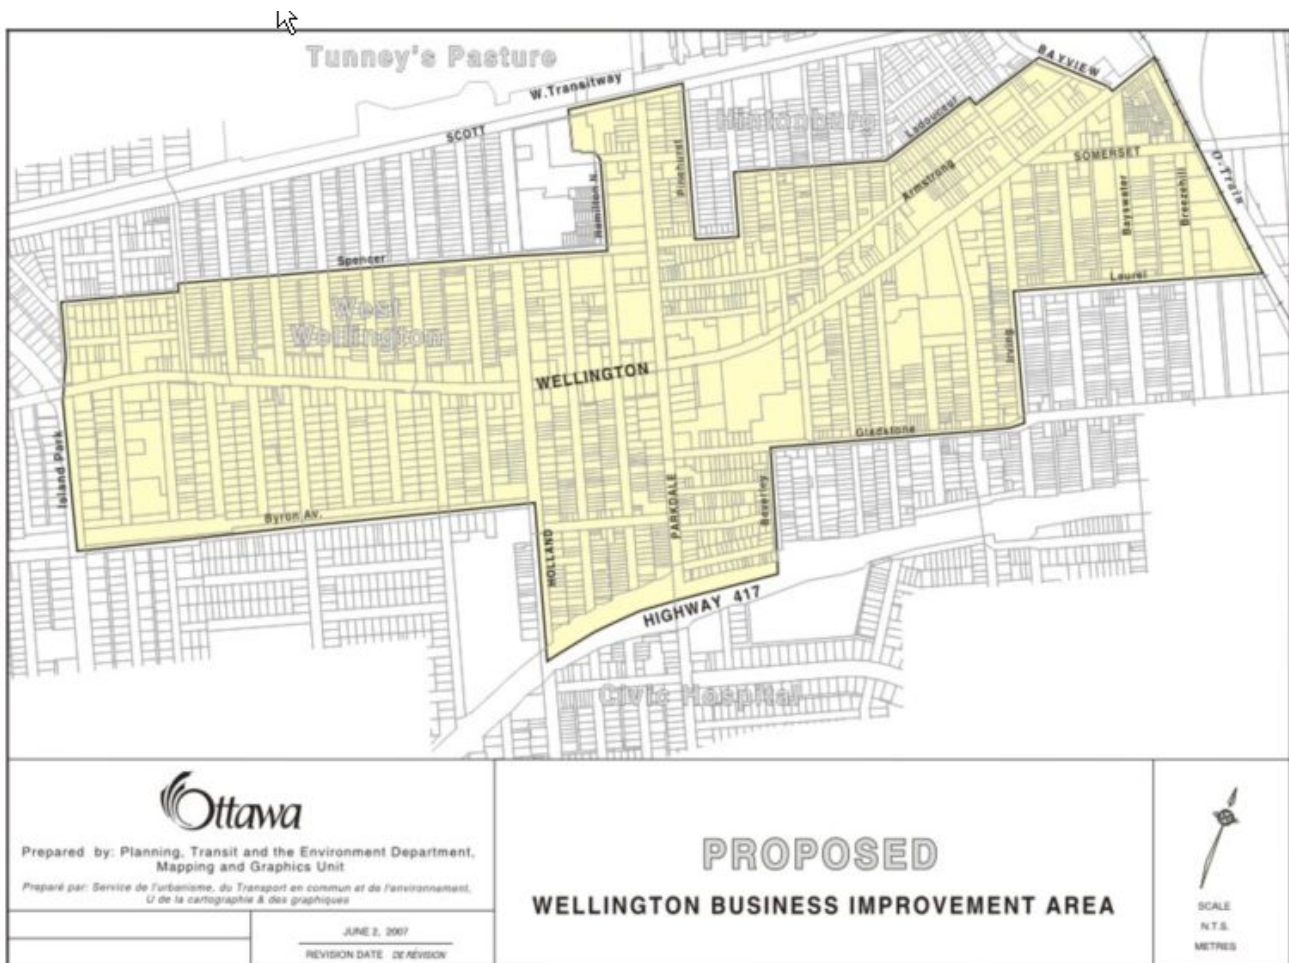 Tunney's Pasture
W.Transitway
SCOTT
BAYVIEW
Hintonburg
Ladouceur
Armstrong
SOMERSET
O-Train
Pinehurst
Hamilton N.
Bayswater
Breezehill
Spencer
Laurel
West
Wellington
Irving
WELLINGTON
Gladstone
Island Park
Byron Av.
HOLLAND
PARKDALE
Beverley
HIGHWAY 417
Civic Hospital
Ottawa
Prepared by: Planning, Transit and the Environment Department,
Mapping and Graphics Unit
Preparé par: Service de l'urbanisme, du Transport en commun et de l'environnement,
U de la cartographie & des graphiques
JUNE 2, 2007
REVISION DATE DE RÉVISION
PROPOSED
WELLINGTON BUSINESS IMPROVEMENT AREA
SCALE
N.T.S.
METRES